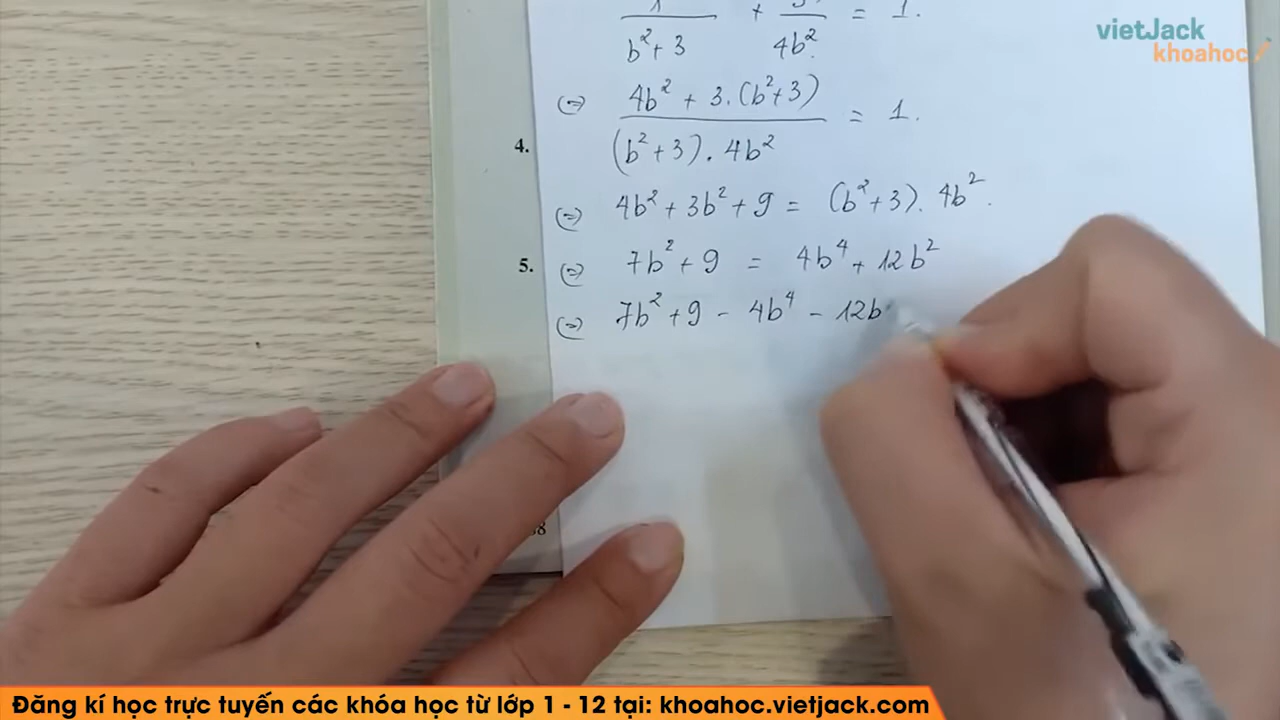 vietJack
khoahoc
1/(b²+3) + 3/(4b²) = 1.
⇔ (4b² + 3.(b²+3))/((b²+3).4b²) = 1.
4.
⇔ 4b² + 3b² + 9 = (b²+3).4b².
5.
⇔ 7b² + 9 = 4b⁴ + 12b²
⇔ 7b² + 9 - 4b⁴ - 12b
Đăng kí học trực tuyến các khóa học từ lớp 1 - 12 tại: khoahoc.vietjack.com